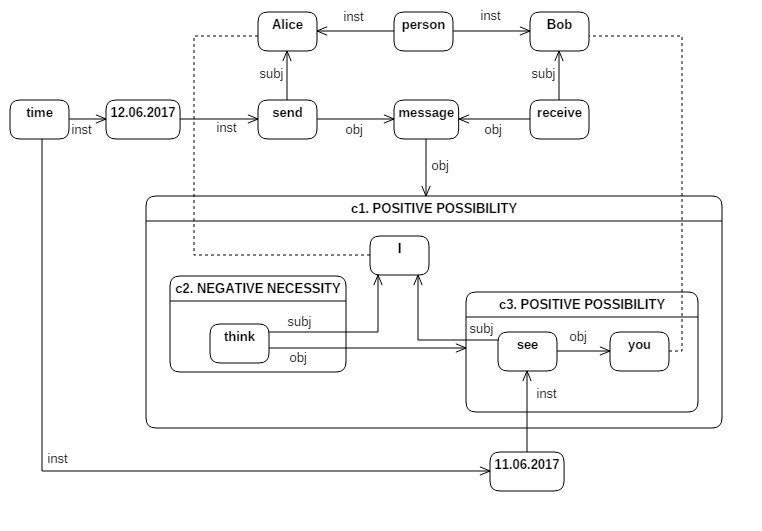 Alice
inst
person
inst
Bob
subj
subj
time
inst
12.06.2017
inst
send
obj
message
obj
receive
obj
c1. POSITIVE POSSIBILITY
I
c2. NEGATIVE NECESSITY
c3. POSITIVE POSSIBILITY
think
subj
obj
subj
see
obj
you
inst
inst
11.06.2017